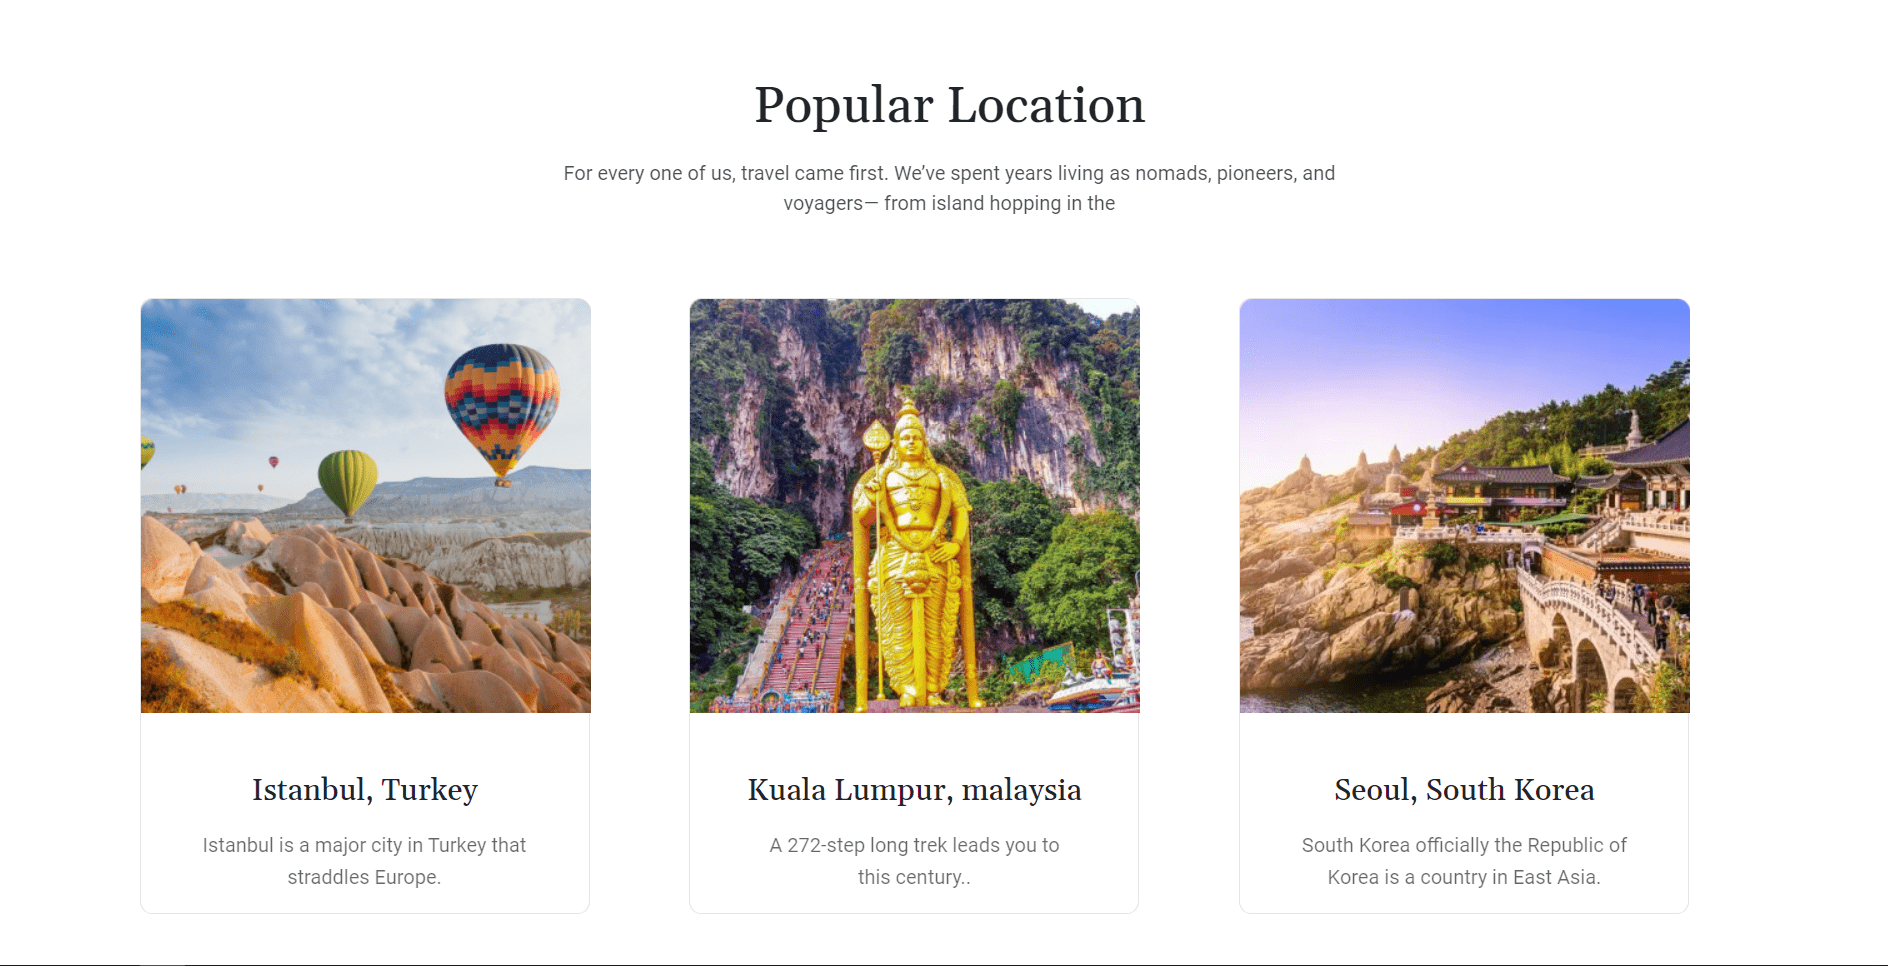 Popular Location
For every one of us, travel came first. We’ve spent years living as nomads, pioneers, and
voyagers— from island hopping in the
Istanbul, Turkey
Istanbul is a major city in Turkey that
straddles Europe.
Kuala Lumpur, malaysia
A 272-step long trek leads you to
this century..
Seoul, South Korea
South Korea officially the Republic of
Korea is a country in East Asia.